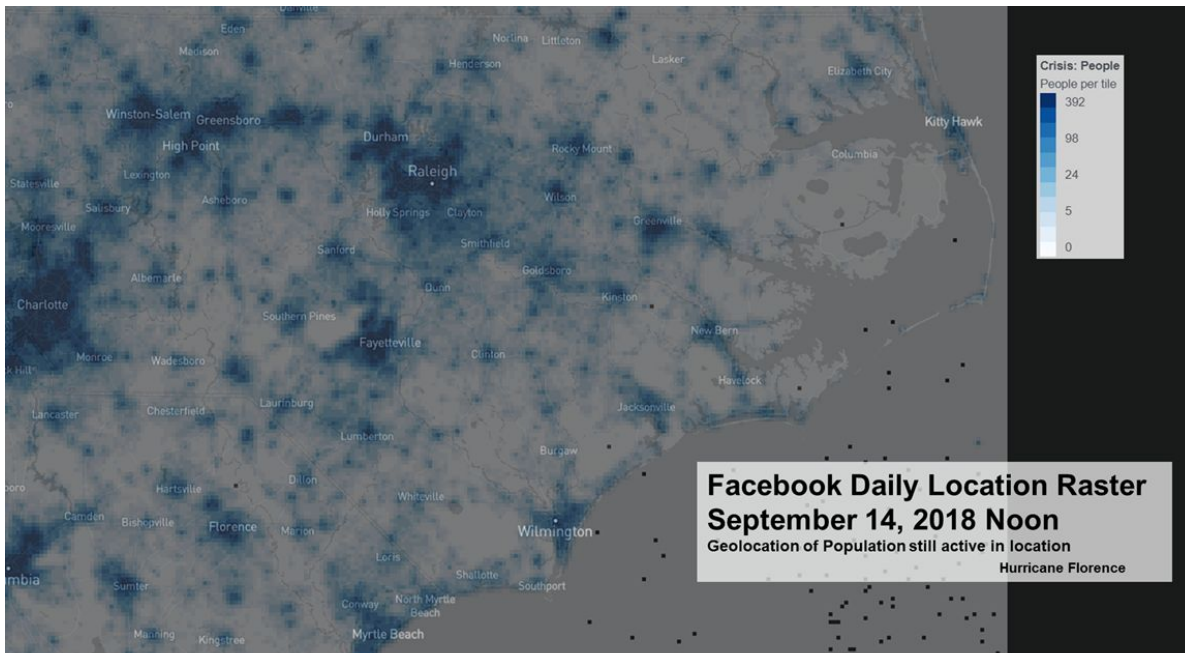 Danville
Eden
Norlina
Littleton
Madison
Lasker
Henderson
Elizabeth City
Winston-Salem
Greensboro
Kitty Hawk
Durham
High Point
Rocky Mount
Columbia
Raleigh
Lexington
Statesville
Asheboro
Wilson
Salisbury
Holly Springs
Clayton
Greenville
Mooresville
Smithfield
Sanford
Goldsboro
Albemarle
Dunn
Kinston
Charlotte
Southern Pines
New Bern
Fayetteville
Clinton
Monroe
Wadesboro
ck Hill
Havelock
Laurinburg
Jacksonville
Lancaster
Chesterfield
Lumberton
Burgaw
Dillon
Hartsville
boro
Whiteville
Camden
Bishopville
Florence
Marion
Wilmington
Loris
Shallotte
mbia
Sumter
Southport
Conway
North Myrtle
Beach
Manning
Kingstree
Myrtle Beach
Crisis: People
People per tile
392
98
24
5
0
Facebook Daily Location Raster
September 14, 2018 Noon
Geolocation of Population still active in location
Hurricane Florence